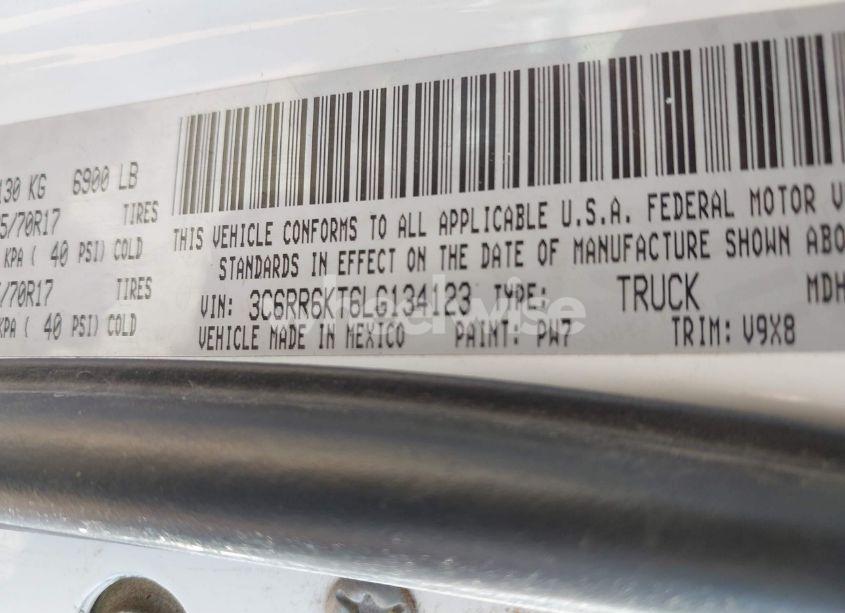 130 KG 6900 LB
5/70R17 TIRES
KPA ( 40 PSI) COLD
/70R17 TIRES
KPA ( 40 PSI) COLD
THIS VEHICLE CONFORMS TO ALL APPLICABLE U.S.A. FEDERAL MOTOR V
STANDARDS IN EFFECT ON THE DATE OF MANUFACTURE SHOWN ABO
VIN: 3C6RR6KT6LG134123 TYPE: TRUCK MDH
VEHICLE MADE IN MEXICO PAINT: PW7 TRIM: V9X8
wheelwise